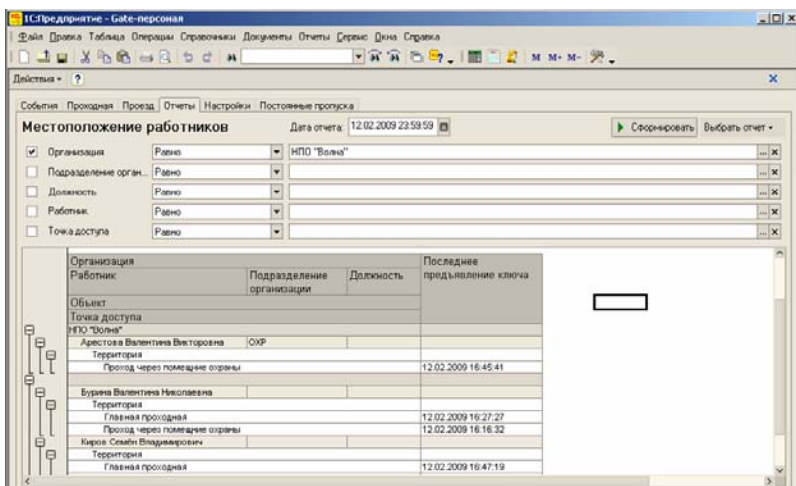 1С:Предприятие - Gate-персонал
Файл Правка Таблица Операции Справочники Документы Отчеты Сервис Окна Справка
M M+ M-
Действия ?
События Проходная Проезд Отчеты Настройки Постоянные пропуска
Местоположение работников Дата отчета: 12.02.2009 23:59:59 Сформировать Выбрать отчет
Организация Равно НПО "Волна" ... x
Подразделение орган... Равно ... x
Должность Равно ... x
Работник Равно ... x
Точка доступа Равно ... x
Организация Последнее предъявление ключа
Работник Подразделение организации Должность
Объект
Точка доступа
НПО "Волна"
Арестова Валентина Викторовна ОХР
Территория
Проход через помещние охраны 12.02.2009 16:45:41
Бурина Валентина Николаевна
Территория
Главная проходная 12.02.2009 16:27:27
Проход через помещние охраны 12.02.2009 16:16:32
Киров Семён Владимирович
Территория
Главная проходная 12.02.2009 16:47:19